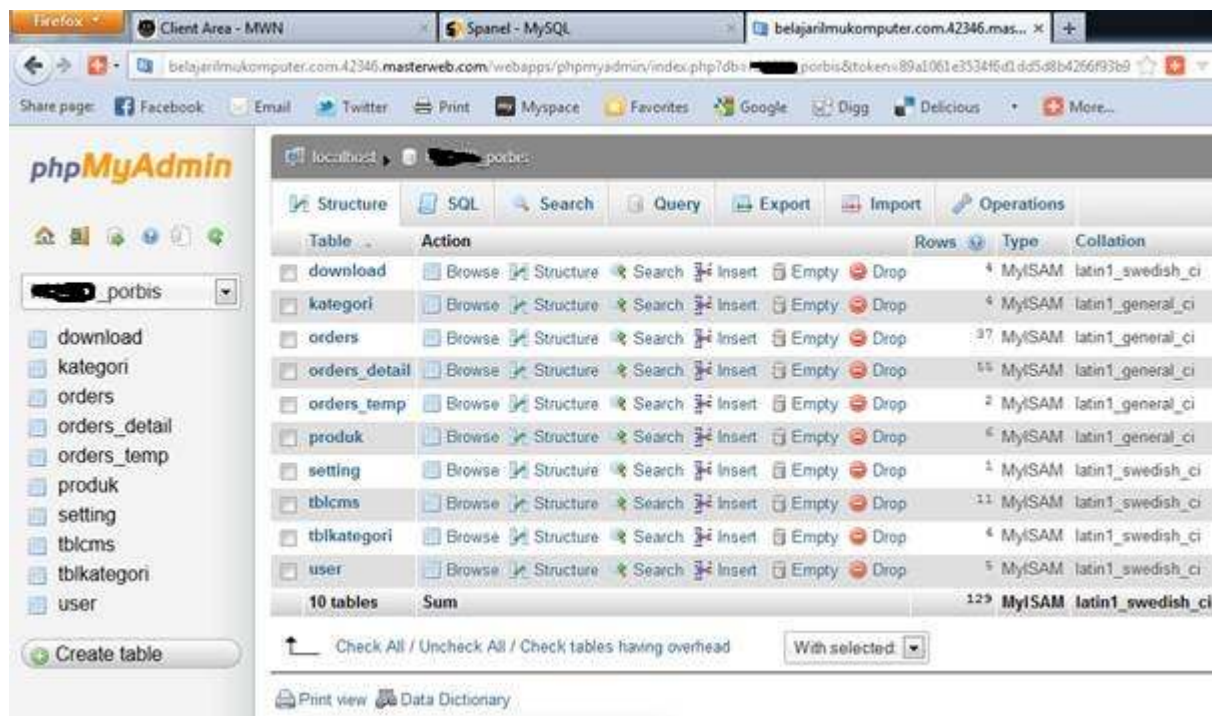 Firefox
Client Area - MWN
Spanel - MySQL
belajarilmukomputer.com.42346.mas...
belajarilmukomputer.com.42346.masterweb.com/webapps/phpmyadmin/index.php?db= _porbis&token=89a1061e3534f6d1dd5d8b4266f93b9
Share page: Facebook Email Twitter Print Myspace Favorites Google Digg Delicious More...
phpMyAdmin
_porbis
download
kategori
orders
orders_detail
orders_temp
produk
setting
tblcms
tblkategori
user
Create table
localhost _porbis
Structure SQL Search Query Export Import Operations
Table Action Rows Type Collation
download Browse Structure Search Insert Empty Drop 4 MyISAM latin1_swedish_ci
kategori Browse Structure Search Insert Empty Drop MyISAM latin1_general_ci
orders Browse Structure Search Insert Empty Drop 37 MyISAM latin1_general_ci
orders_detail Browse Structure Search Insert Empty Drop 55 MyISAM latin1_general_ci
orders_temp Browse Structure Search Insert Empty Drop 2 MyISAM latin1_general_ci
produk Browse Structure Search Insert Empty Drop 6 MyISAM latin1_general_ci
setting Browse Structure Search Insert Empty Drop 1 MyISAM latin1_swedish_ci
tblcms Browse Structure Search Insert Empty Drop 11 MyISAM latin1_swedish_ci
tblkategori Browse Structure Search Insert Empty Drop MyISAM latin1_swedish_ci
user Browse Structure Search Insert Empty Drop 5 MyISAM latin1_swedish_ci
10 tables Sum 129 MyISAM latin1_swedish_ci
Check All / Uncheck All / Check tables having overhead With selected:
Print view Data Dictionary